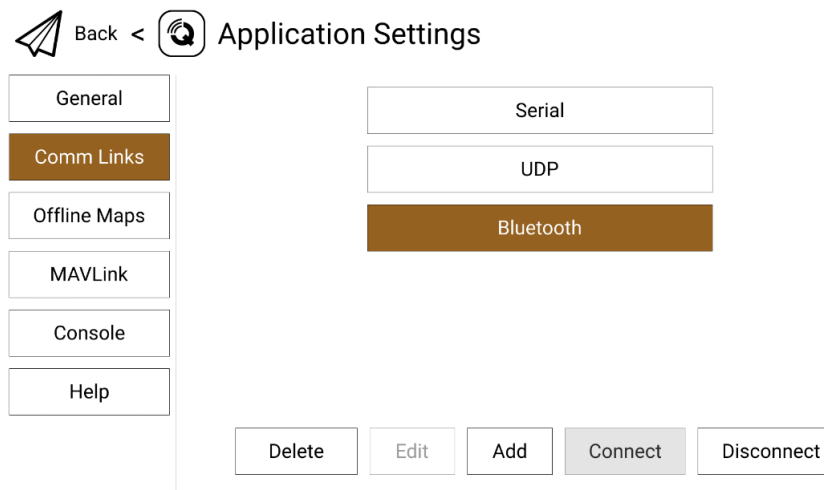 Back < Application Settings
General
Comm Links
Offline Maps
MAVLink
Console
Help
Serial
UDP
Bluetooth
Delete Edit Add Connect Disconnect